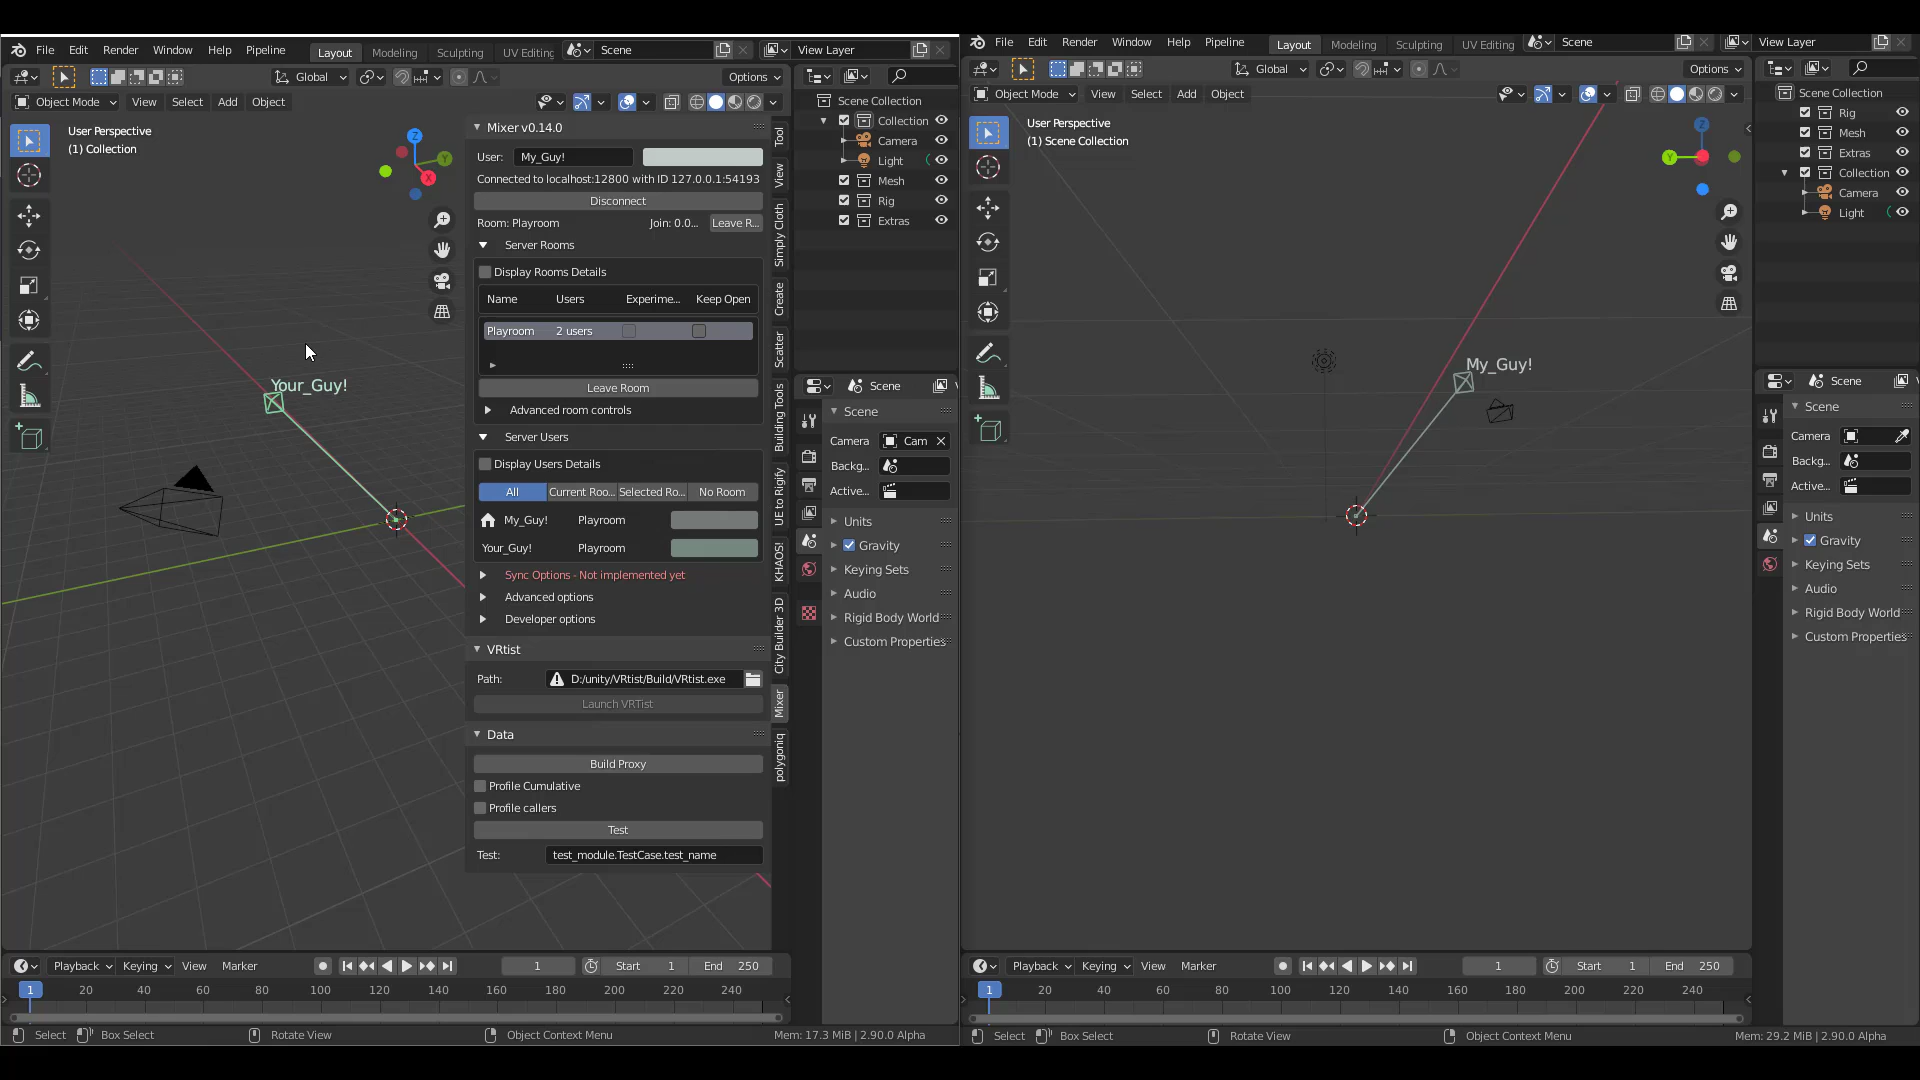 File Edit Render Window Help Pipeline Layout Modeling Sculpting UV Editing Scene View Layer
Global Options
Object Mode View Select Add Object
User Perspective
(1) Collection
Z
Y
X
Your_Guy!
Mixer v0.14.0
User: My_Guy!
Connected to localhost:12800 with ID 127.0.0.1:54193
Disconnect
Room: Playroom Join: 0.0... Leave R...
Server Rooms
Display Rooms Details
Name Users Experime... Keep Open
Playroom 2 users
Leave Room
Advanced room controls
Server Users
Display Users Details
All Current Roo... Selected Ro... No Room
My_Guy! Playroom
Your_Guy! Playroom
Sync Options - Not implemented yet
Advanced options
Developer options
VRtist
Path: D:/unity/VRtist/Build/VRtist.exe
Launch VRTist
Data
Build Proxy
Profile Cumulative
Profile callers
Test
Test: test_module.TestCase.test_name
Tool
View
Simply Cloth
Create
Scatter
Building Tools
UE to Rigify
KHAOS!
City Builder 3D
Mixer
polygoniq
Scene Collection
Collection
Camera
Light
Mesh
Rig
Extras
Scene
Scene
Camera Cam
Backg...
Active...
Units
Gravity
Keying Sets
Audio
Rigid Body World
Custom Properties
Playback Keying View Marker 1 Start 1 End 250
1 20 40 60 80 100 120 140 160 180 200 220 240
Select Box Select Rotate View Object Context Menu Mem: 17.3 MiB | 2.90.0 Alpha
File Edit Render Window Help Pipeline Layout Modeling Sculpting UV Editing Scene View Layer
Global Options
Object Mode View Select Add Object
User Perspective
(1) Scene Collection
Z
Y
My_Guy!
Scene Collection
Rig
Mesh
Extras
Collection
Camera
Light
Scene
Scene
Camera
Backg...
Active...
Units
Gravity
Keying Sets
Audio
Rigid Body World
Custom Properties
Playback Keying View Marker 1 Start 1 End 250
1 20 40 60 80 100 120 140 160 180 200 220 240
Select Box Select Rotate View Object Context Menu Mem: 29.2 MiB | 2.90.0 Alpha